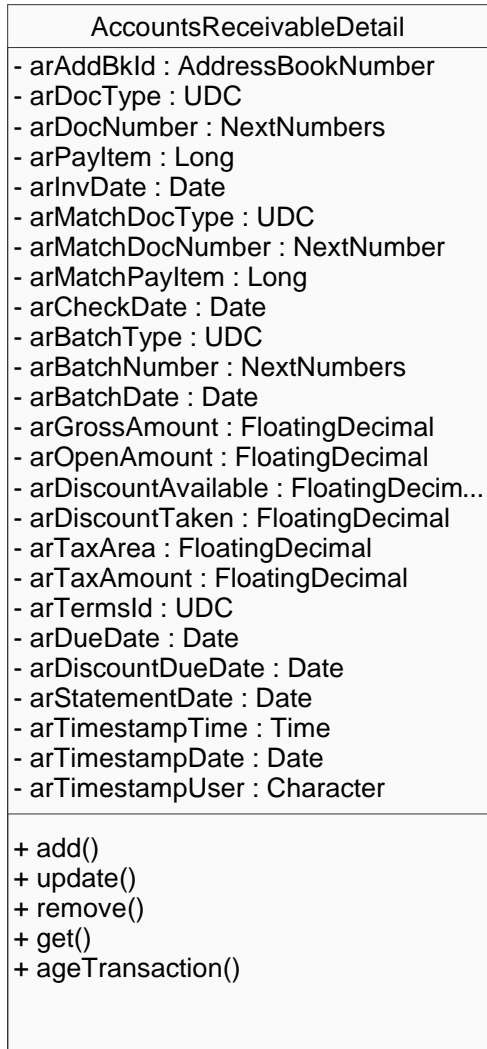 AccountsReceivableDetail
- arAddBkId : AddressBookNumber
- arDocType : UDC
- arDocNumber : NextNumbers
- arPayItem : Long
- arInvDate : Date
- arMatchDocType : UDC
- arMatchDocNumber : NextNumber
- arMatchPayItem : Long
- arCheckDate : Date
- arBatchType : UDC
- arBatchNumber : NextNumbers
- arBatchDate : Date
- arGrossAmount : FloatingDecimal
- arOpenAmount : FloatingDecimal
- arDiscountAvailable : FloatingDecim...
- arDiscountTaken : FloatingDecimal
- arTaxArea : FloatingDecimal
- arTaxAmount : FloatingDecimal
- arTermsId : UDC
- arDueDate : Date
- arDiscountDueDate : Date
- arStatementDate : Date
- arTimestampTime : Time
- arTimestampDate : Date
- arTimestampUser : Character
+ add()
+ update()
+ remove()
+ get()
+ ageTransaction()